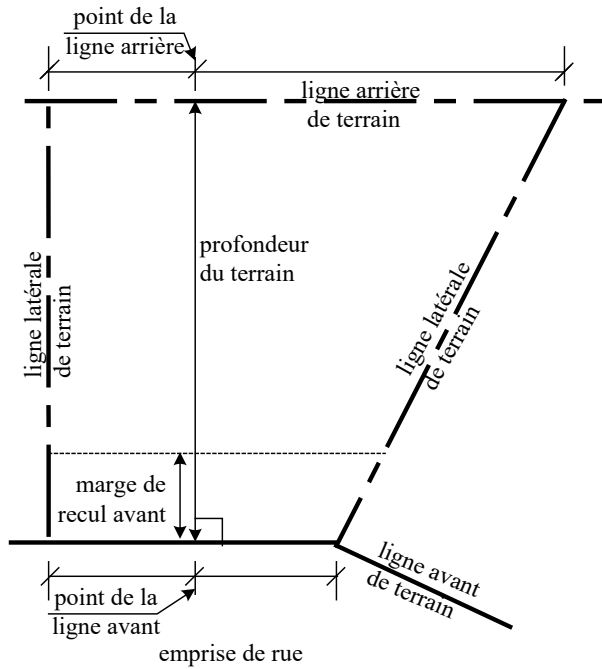 point de la
ligne arrière
ligne arrière
de terrain
profondeur
du terrain
ligne latérale
de terrain
ligne latérale
de terrain
marge de
recul avant
ligne avant
de terrain
point de la
ligne avant
emprise de rue